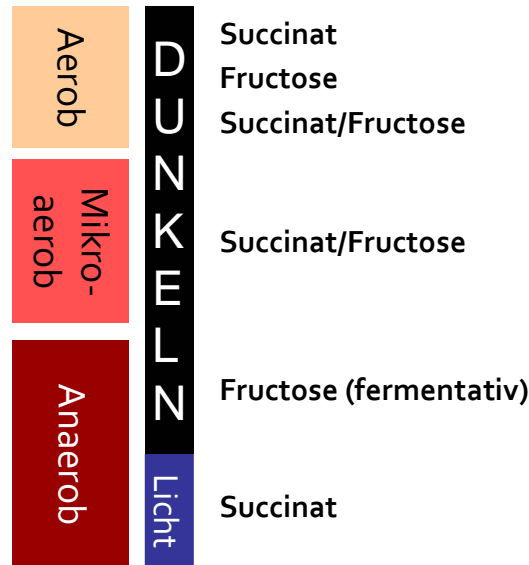 Aerob
Mikro-
aerob
Anaerob
DUNKELN
Licht
Succinat
Fructose
Succinat/Fructose
Succinat/Fructose
Fructose (fermentativ)
Succinat